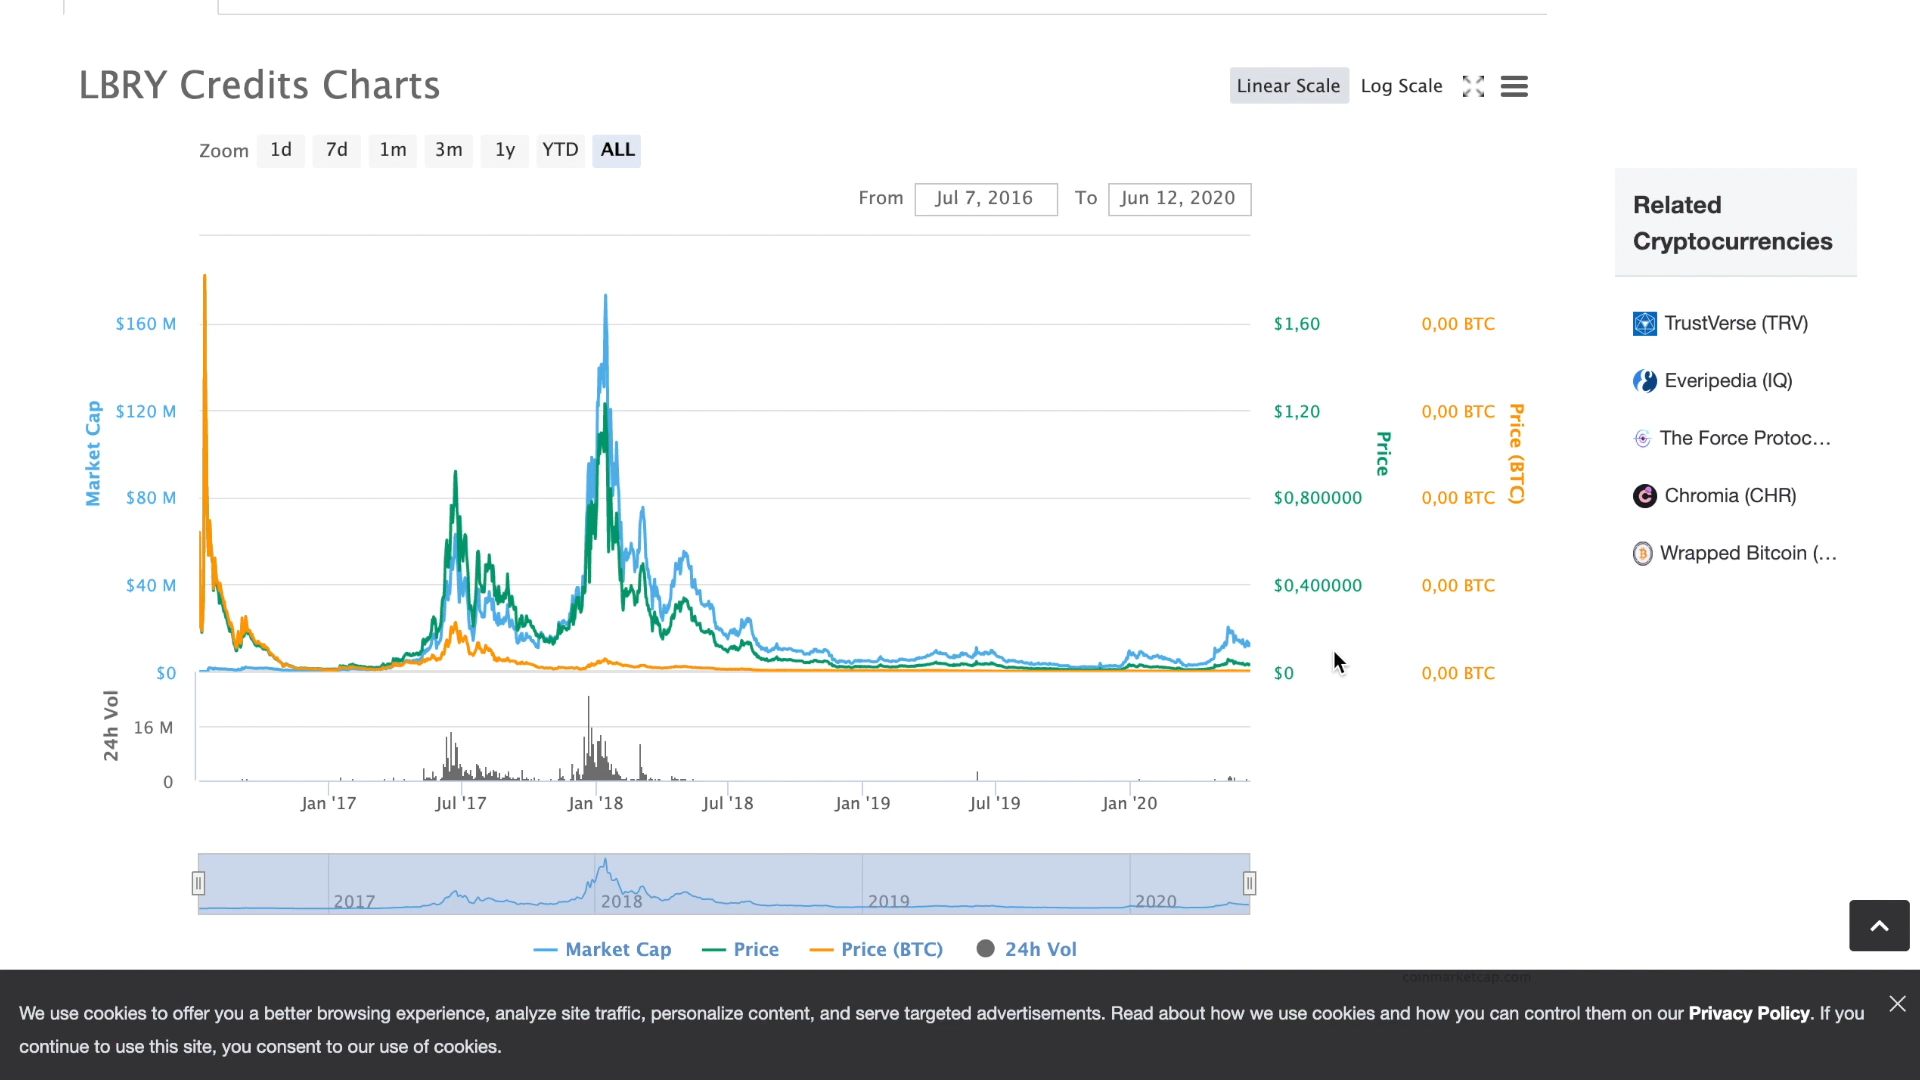 LBRY Credits Charts
Linear Scale Log Scale
Zoom 1d 7d 1m 3m 1y YTD ALL
From Jul 7, 2016 To Jun 12, 2020
Related
Cryptocurrencies
TrustVerse (TRV)
Everipedia (IQ)
The Force Protoc...
Chromia (CHR)
Wrapped Bitcoin (...
Market Cap
$160 M
$120 M
$80 M
$40 M
$0
$1,60
$1,20
$0,800000
$0,400000
$0
Price
0,00 BTC
0,00 BTC
0,00 BTC
0,00 BTC
0,00 BTC
Price (BTC)
24h Vol
16 M
0
Jan '17 Jul '17 Jan '18 Jul '18 Jan '19 Jul '19 Jan '20
2017 2018 2019 2020
Market Cap Price Price (BTC) 24h Vol
coinmarketcap.com
We use cookies to offer you a better browsing experience, analyze site traffic, personalize content, and serve targeted advertisements. Read about how we use cookies and how you can control them on our Privacy Policy. If you
continue to use this site, you consent to our use of cookies.